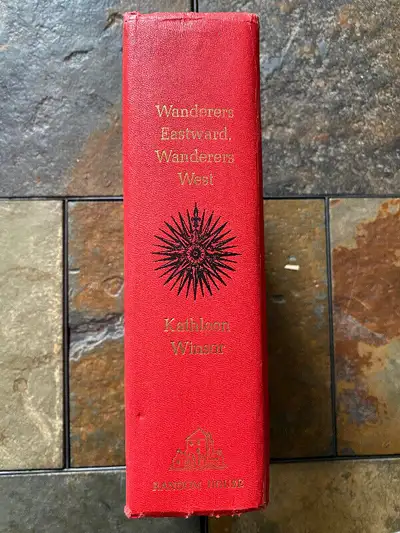 Wanderers
Eastward,
Wanderers
West
Kathleen
Winsor
RANDOM HOUSE